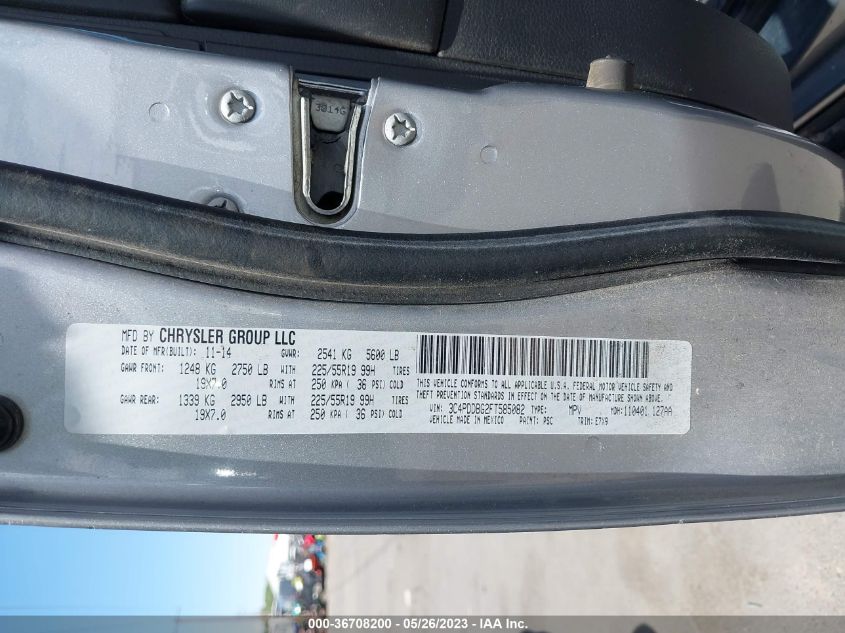 3014G
MFD BY CHRYSLER GROUP LLC
DATE OF MFR(BUILT): 11-14 GVWR: 2541 KG 5600 LB
GAWR FRONT: 1248 KG 2750 LB WITH 225/55R19 99H TIRES
19X7.0 RIMS AT 250 KPA ( 36 PSI) COLD
GAWR REAR: 1339 KG 2950 LB WITH 225/55R19 99H TIRES
19X7.0 RIMS AT 250 KPA ( 36 PSI) COLD
THIS VEHICLE CONFORMS TO ALL APPLICABLE U.S.A. FEDERAL MOTOR VEHICLE SAFETY AND
THEFT PREVENTION STANDARDS IN EFFECT ON THE DATE OF MANUFACTURE SHOWN ABOVE.
VIN: 3C4PDDBG2FT585082 TYPE: MPV MDH: 110401 127AA
VEHICLE MADE IN MEXICO PAINT: PSC TRIM: E7X9
000-36708200 - 05/26/2023 - IAA Inc.